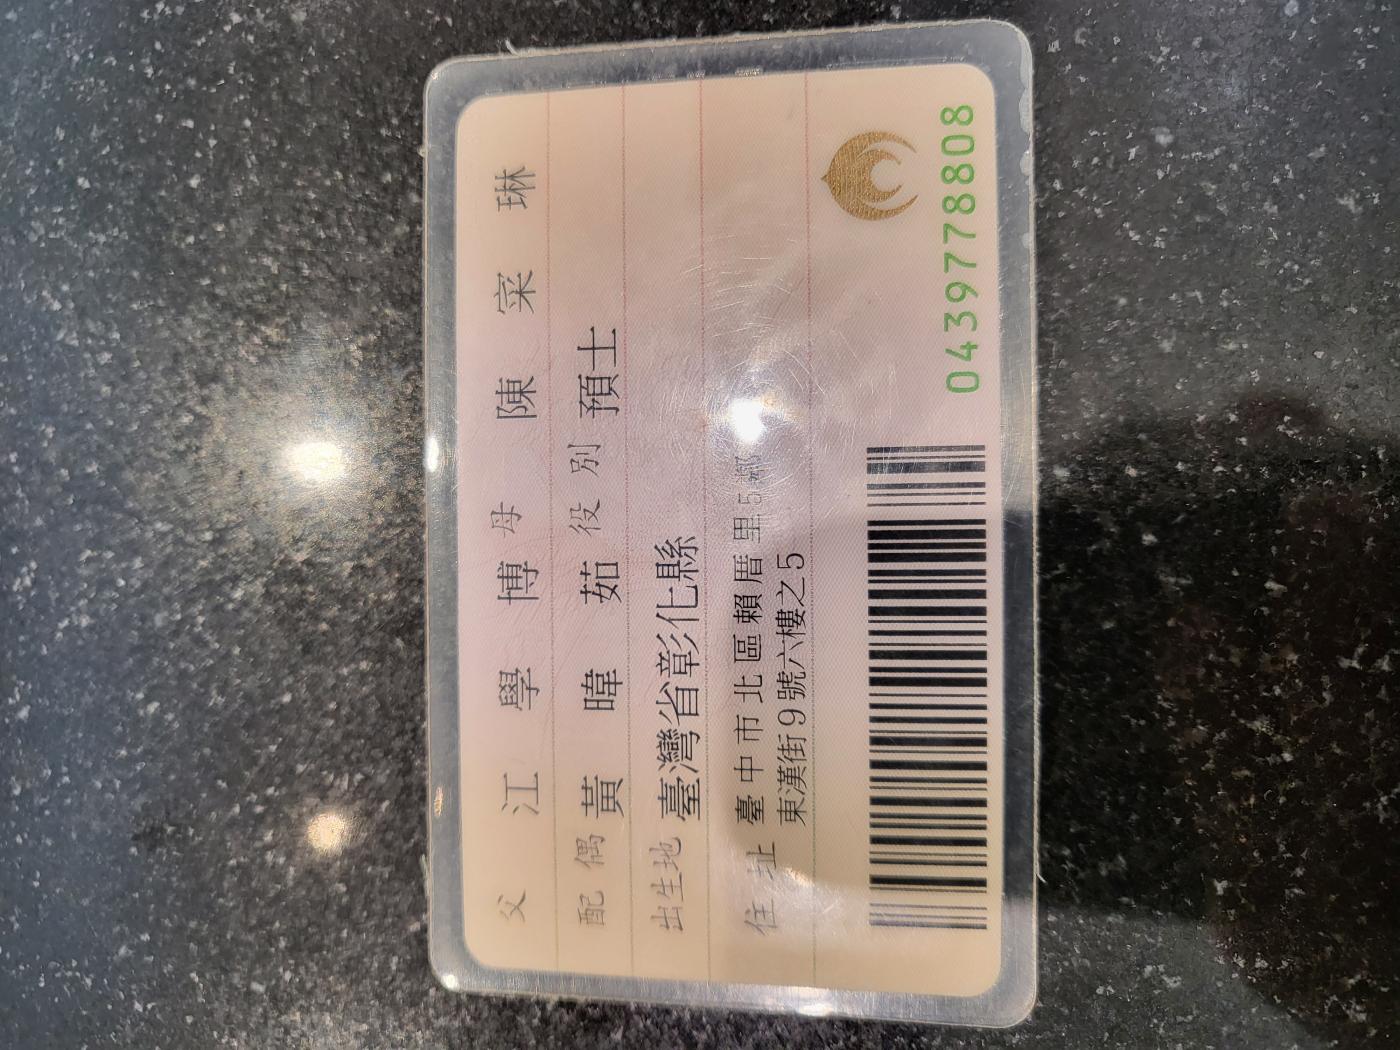 父 江學博 母 陳寀琳
配偶 黃暐茹 役別 預士
出生地 臺灣省彰化縣
住址 臺中市北區賴厝里5鄰
東漢街9號六樓之5
0439778808